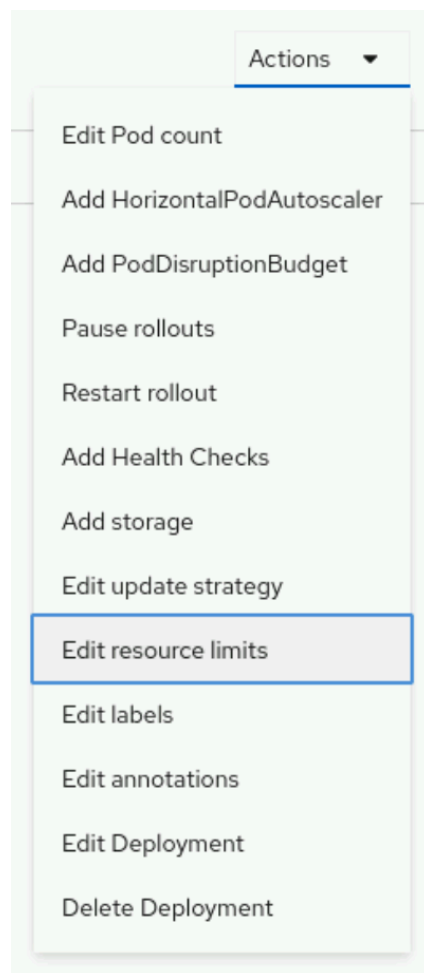 Actions
Edit Pod count
Add HorizontalPodAutoscaler
Add PodDisruptionBudget
Pause rollouts
Restart rollout
Add Health Checks
Add storage
Edit update strategy
Edit resource limits
Edit labels
Edit annotations
Edit Deployment
Delete Deployment